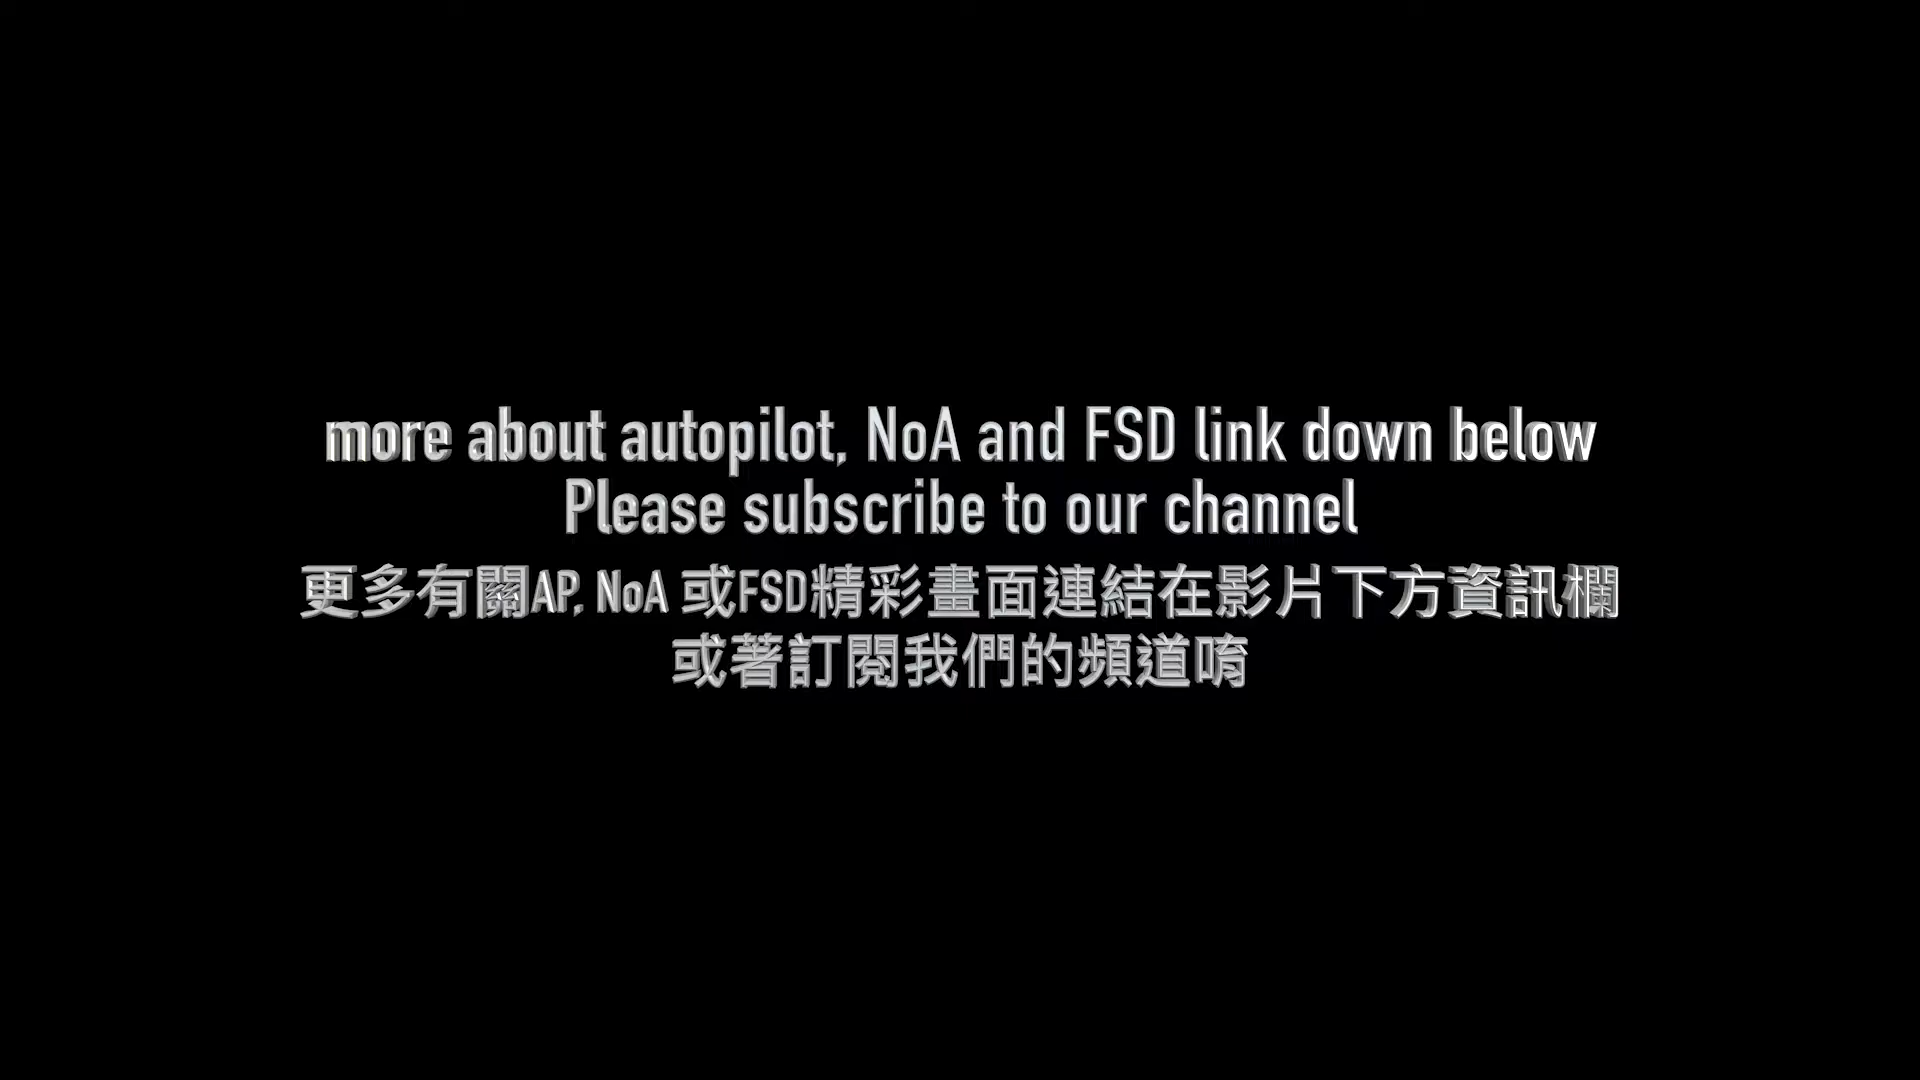 more about autopilot, NoA and FSD link down below
Please subscribe to our channel
更多有關AP, NoA 或FSD精彩畫面連結在影片下方資訊欄
或著訂閱我們的頻道唷